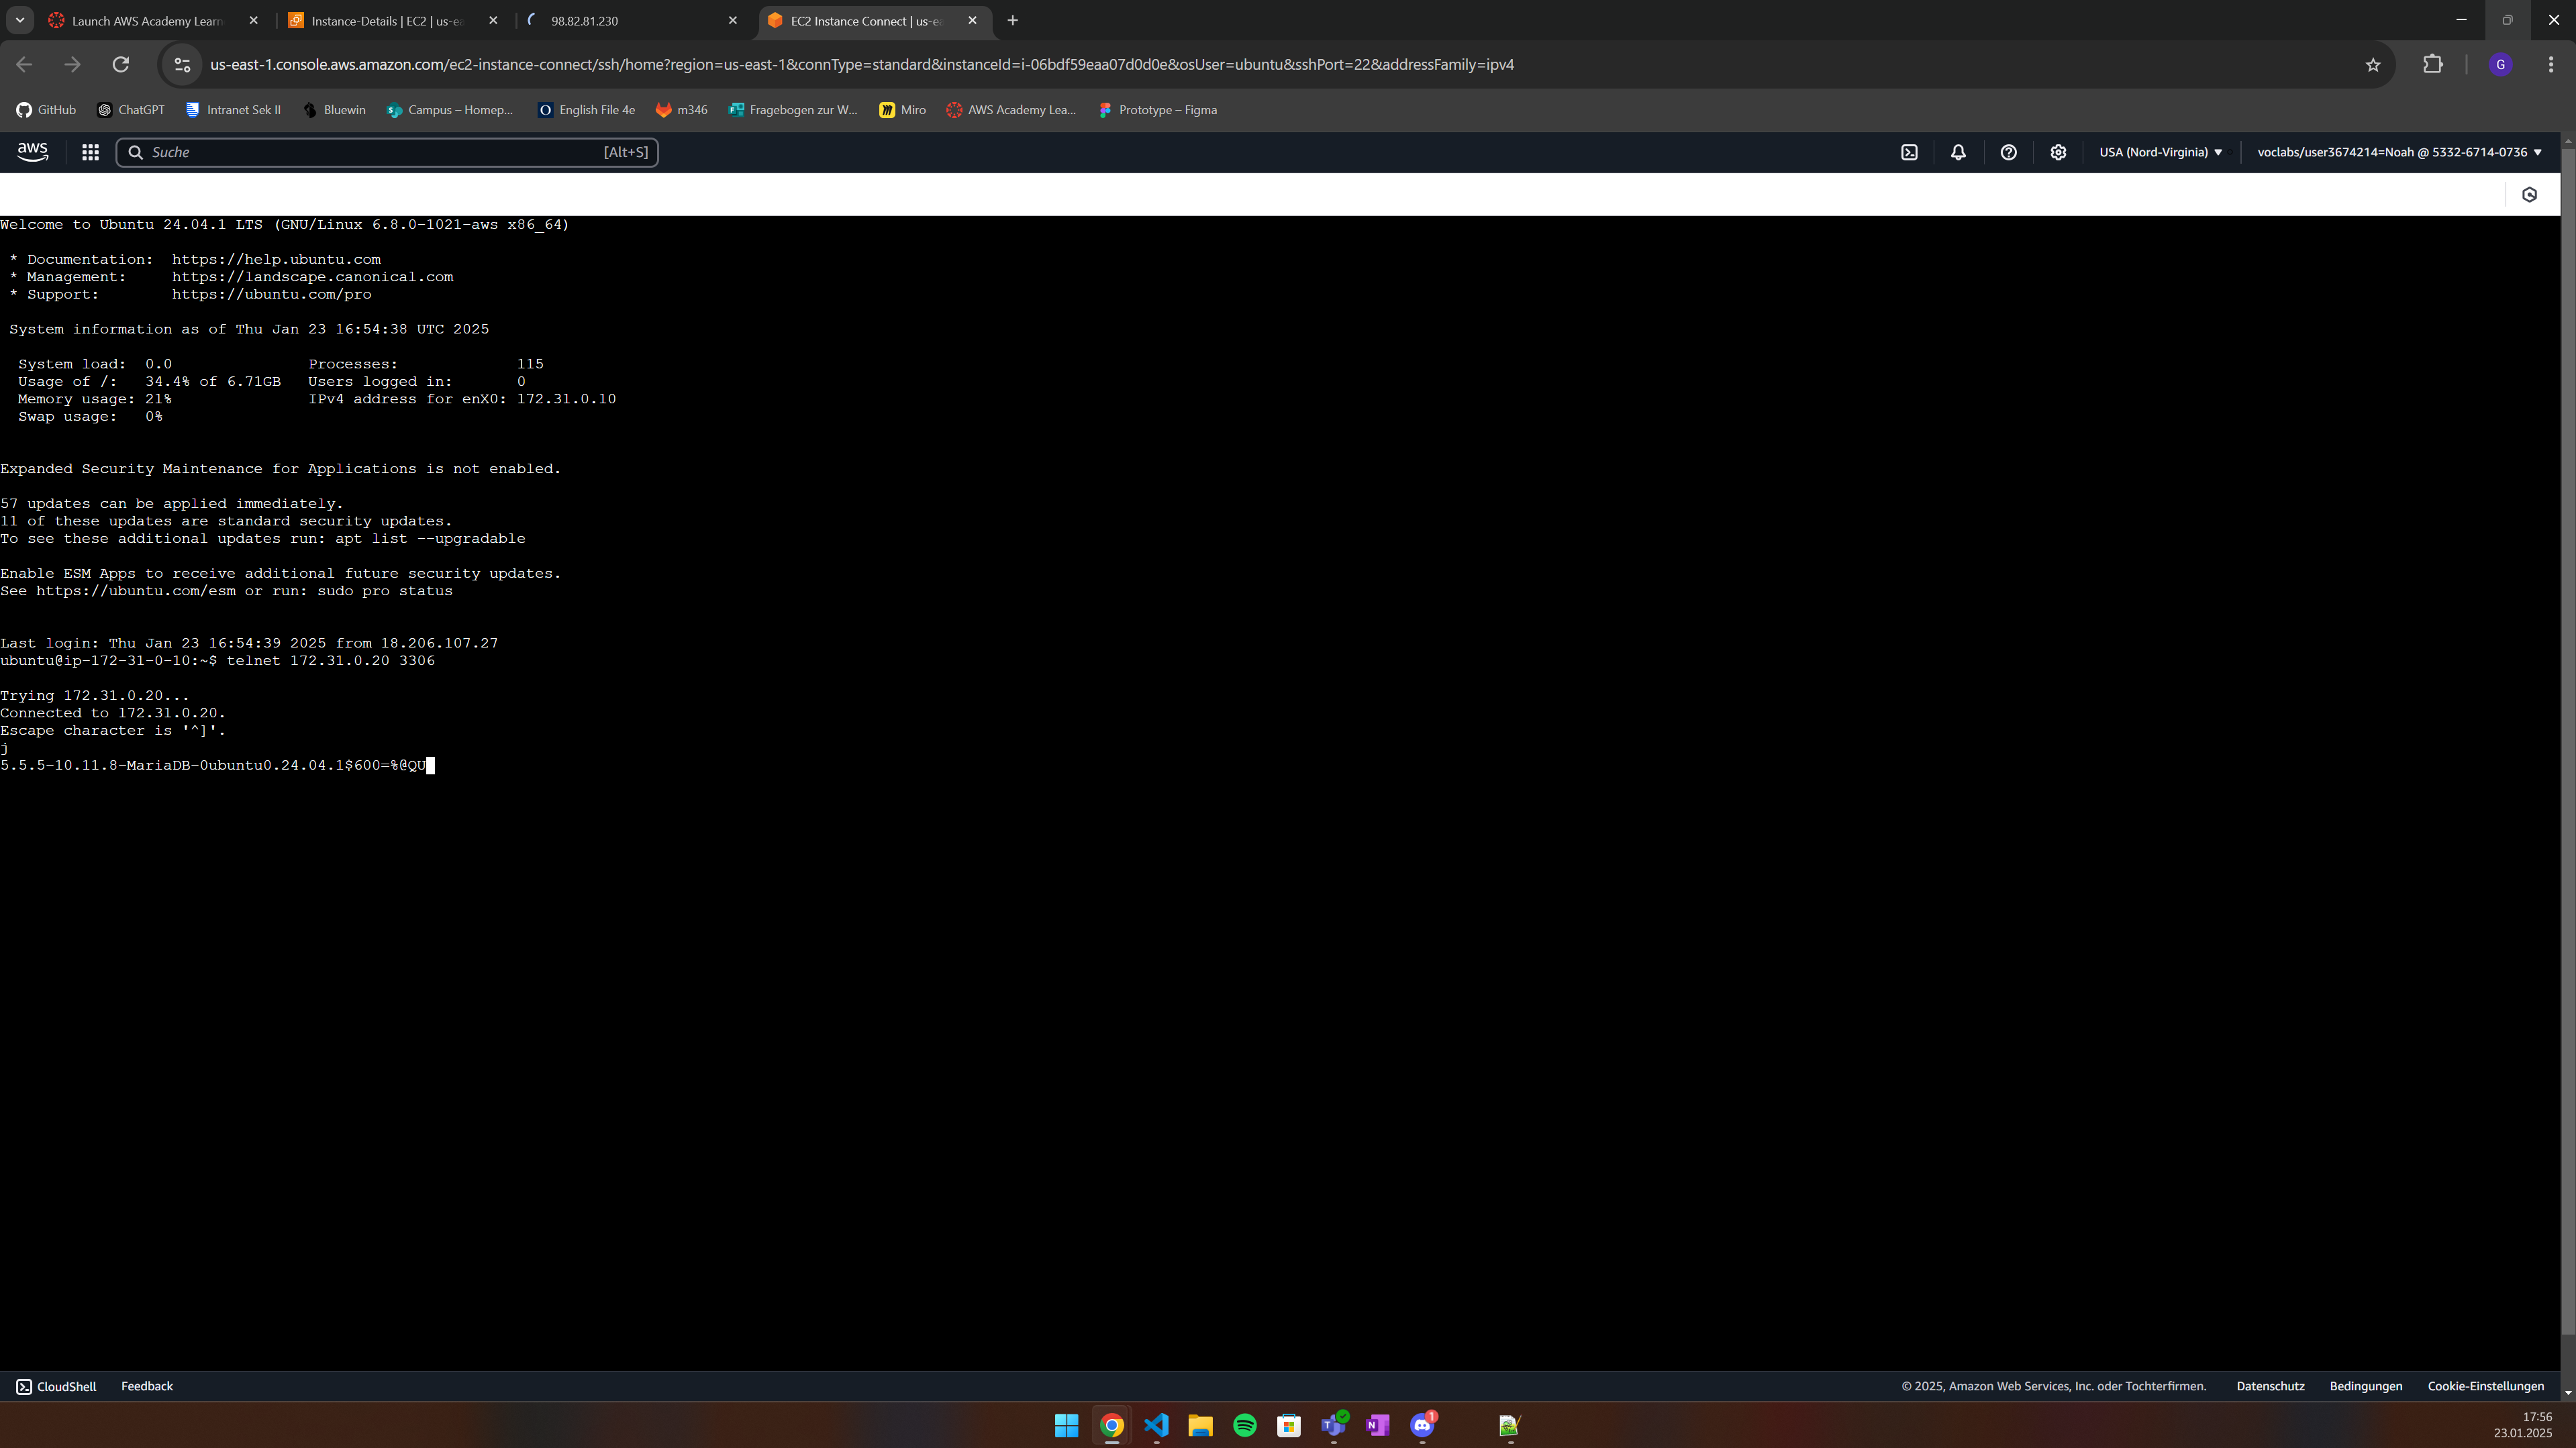 Launch AWS Academy Learn
Instance-Details | EC2 | us-ea
98.82.81.230
EC2 Instance Connect | us-ea
us-east-1.console.aws.amazon.com/ec2-instance-connect/ssh/home?region=us-east-1&connType=standard&instanceId=i-06bdf59eaa07d0d0e&osUser=ubuntu&sshPort=22&addressFamily=ipv4
G
GitHub
ChatGPT
Intranet Sek II
Bluewin
Campus – Homep...
English File 4e
m346
Fragebogen zur W...
Miro
AWS Academy Lea...
Prototype – Figma
aws
Suche
[Alt+S]
USA (Nord-Virginia)
voclabs/user3674214=Noah @ 5332-6714-0736
Welcome to Ubuntu 24.04.1 LTS (GNU/Linux 6.8.0-1021-aws x86_64)
* Documentation: https://help.ubuntu.com
* Management: https://landscape.canonical.com
* Support: https://ubuntu.com/pro
System information as of Thu Jan 23 16:54:38 UTC 2025
System load: 0.0 Processes: 115
Usage of /: 34.4% of 6.71GB Users logged in: 0
Memory usage: 21% IPv4 address for enX0: 172.31.0.10
Swap usage: 0%
Expanded Security Maintenance for Applications is not enabled.
57 updates can be applied immediately.
11 of these updates are standard security updates.
To see these additional updates run: apt list --upgradable
Enable ESM Apps to receive additional future security updates.
See https://ubuntu.com/esm or run: sudo pro status
Last login: Thu Jan 23 16:54:39 2025 from 18.206.107.27
ubuntu@ip-172-31-0-10:~$ telnet 172.31.0.20 3306
Trying 172.31.0.20...
Connected to 172.31.0.20.
Escape character is '^]'.
j
5.5.5-10.11.8-MariaDB-0ubuntu0.24.04.1$600=%@QU
CloudShell
Feedback
© 2025, Amazon Web Services, Inc. oder Tochterfirmen.
Datenschutz
Bedingungen
Cookie-Einstellungen
1
17:56
23.01.2025